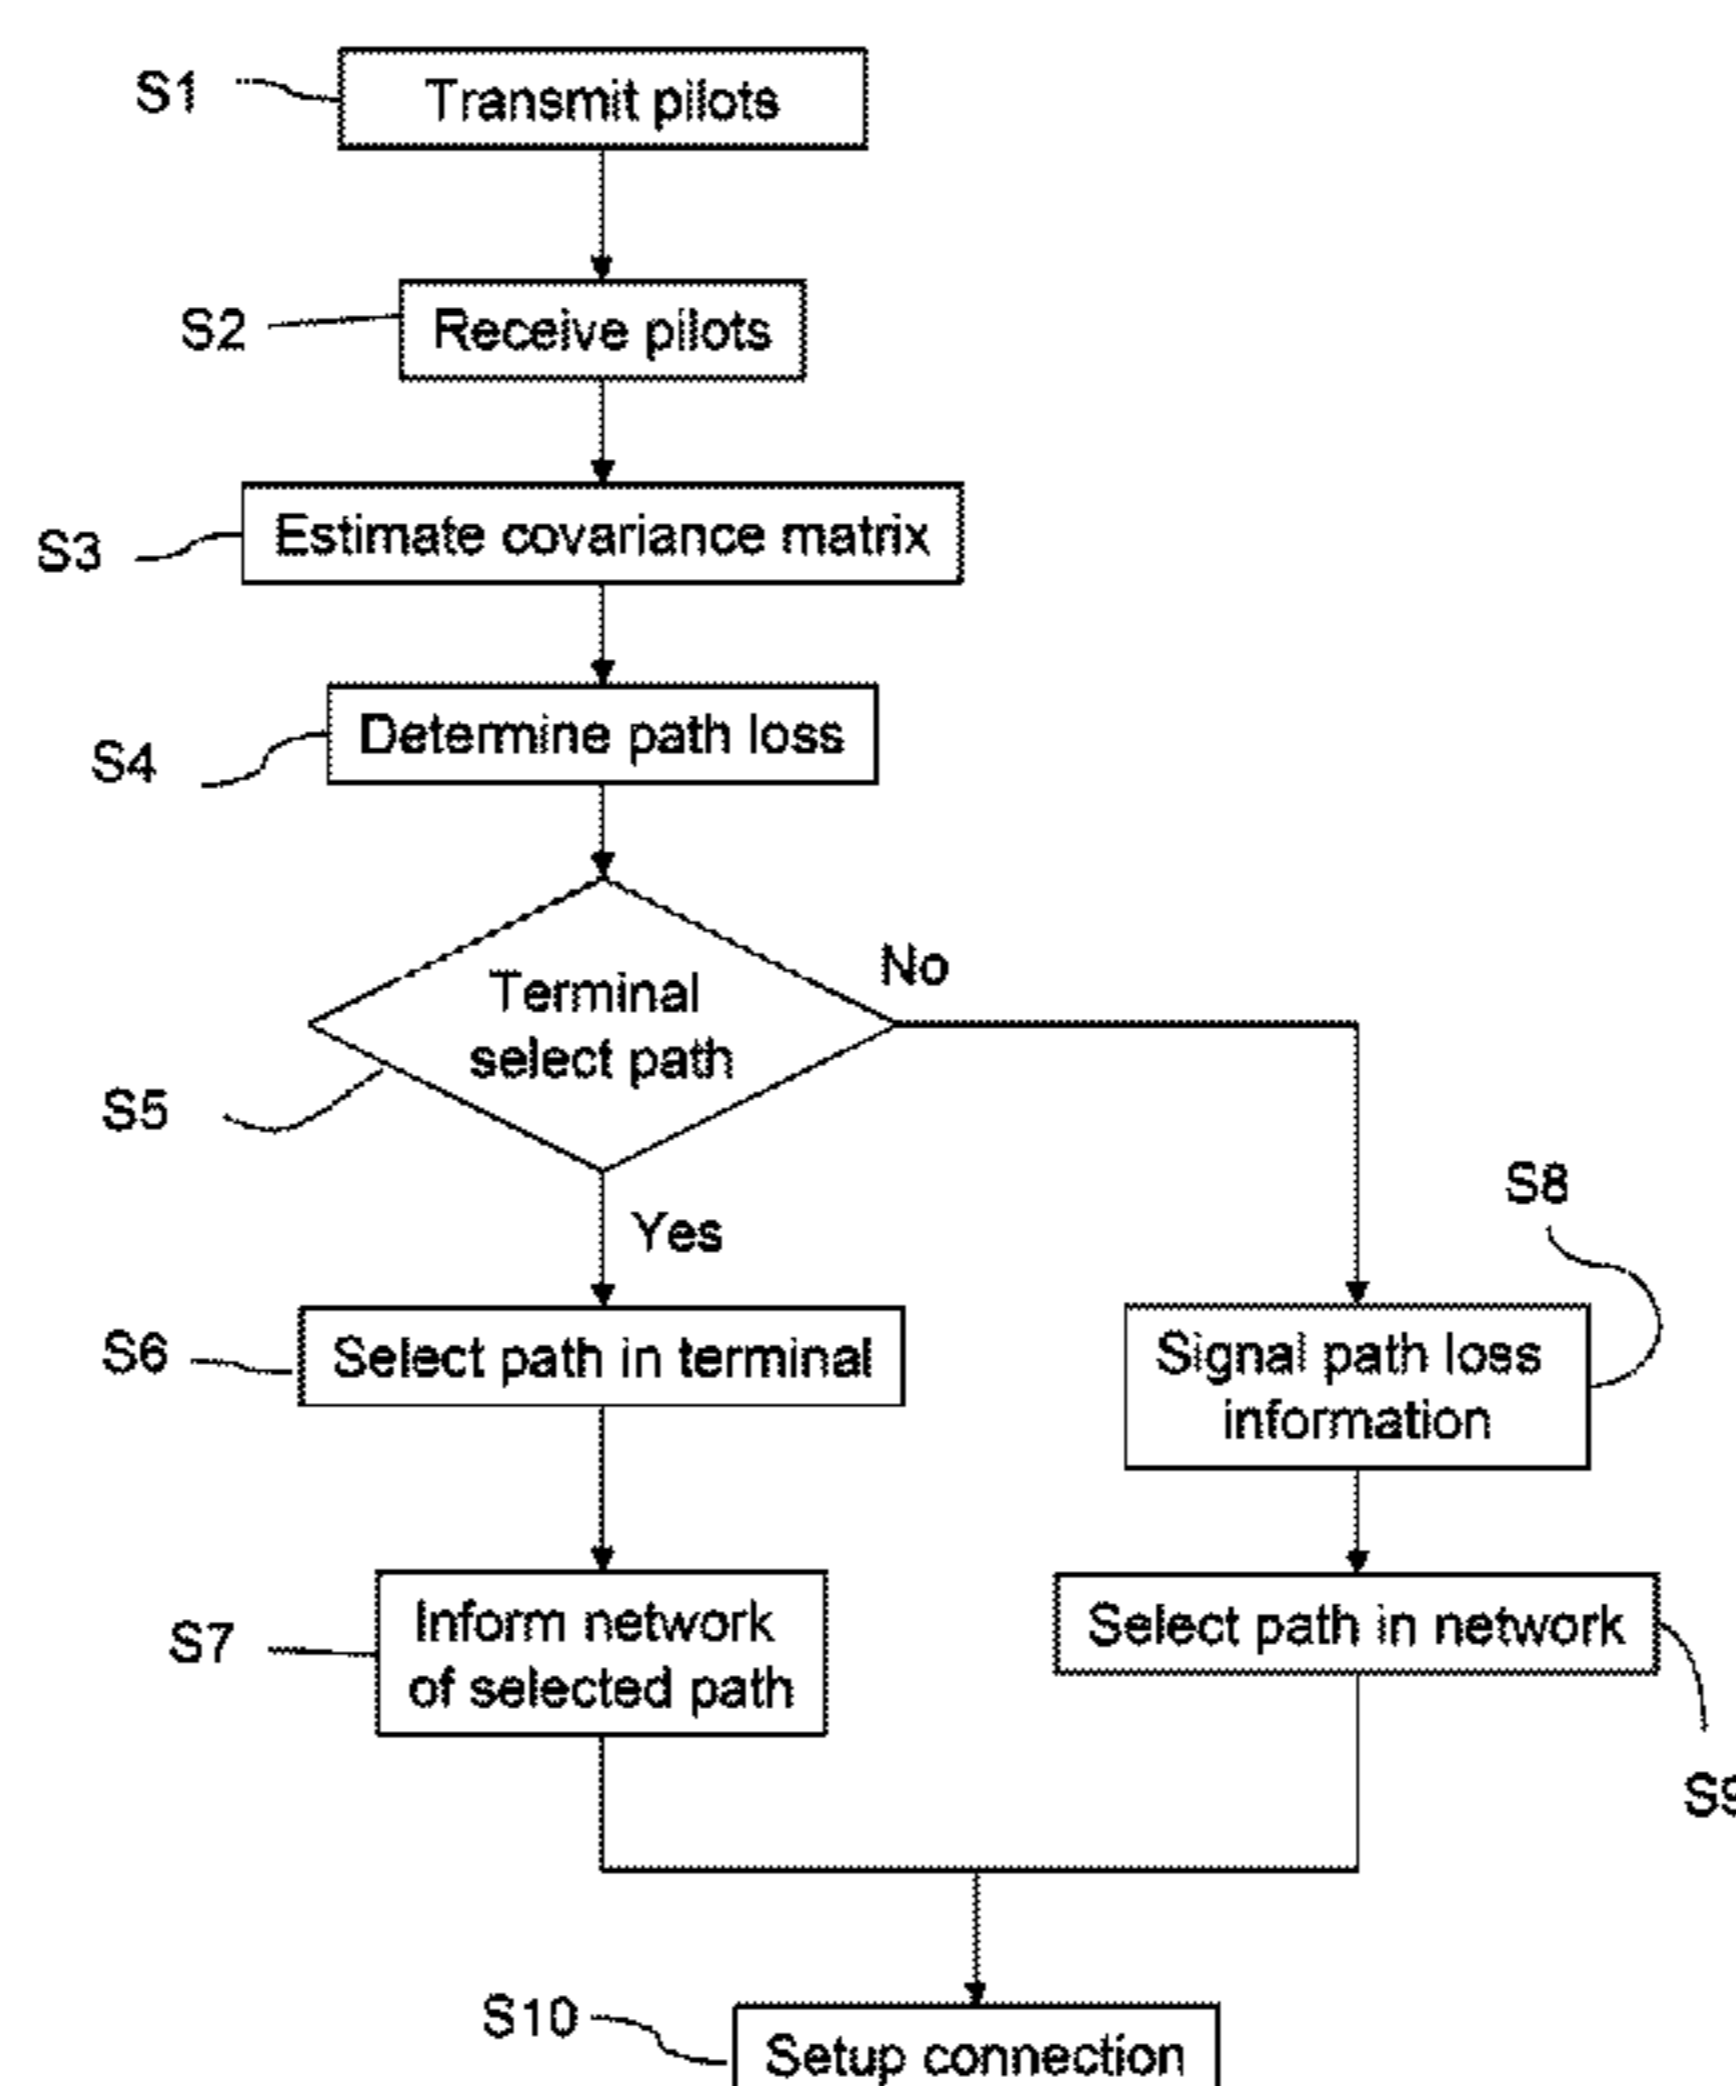 S1
Transmit pilots
S2
Receive pilots
S3
Estimate covariance matrix
S4
Determine path loss
No
Terminal
select path
S5
Yes
S8
S6
Select path in terminal
Signal path loss
information
S7
Inform network
of selected path
Select path in network
S9
S10
Setup connection